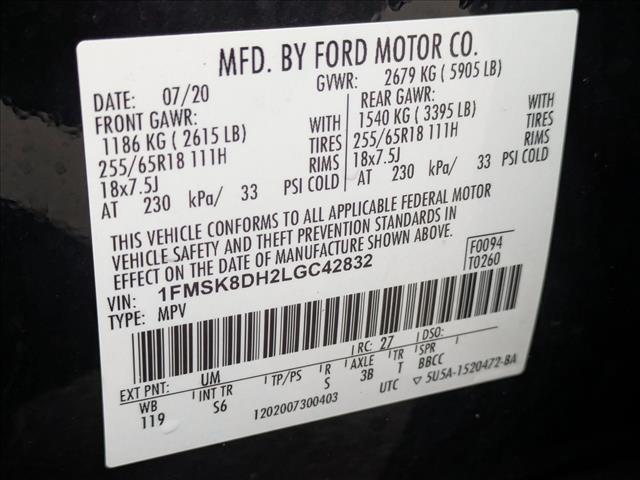 MFD. BY FORD MOTOR CO.
DATE: 07/20 GVWR: 2679 KG ( 5905 LB)
FRONT GAWR: REAR GAWR:
1186 KG ( 2615 LB) WITH 1540 KG ( 3395 LB) WITH
255/65R18 111H TIRES 255/65R18 111H TIRES
18x7.5J RIMS 18x7.5J RIMS
AT 230 kPa/ 33 PSI COLD AT 230 kPa/ 33 PSI COLD
THIS VEHICLE CONFORMS TO ALL APPLICABLE FEDERAL MOTOR
VEHICLE SAFETY AND THEFT PREVENTION STANDARDS IN
EFFECT ON THE DATE OF MANUFACTURE SHOWN ABOVE.
F0094
T0260
VIN: 1FMSK8DH2LGC42832
TYPE: MPV
EXT PNT: UM RC: 27 DSO:
WB INT TR TP/PS R AXLE TR SPR
119 S6 S 3B T BBCC
1202007300403 UTC ▽ 5U5A-1520472-BA